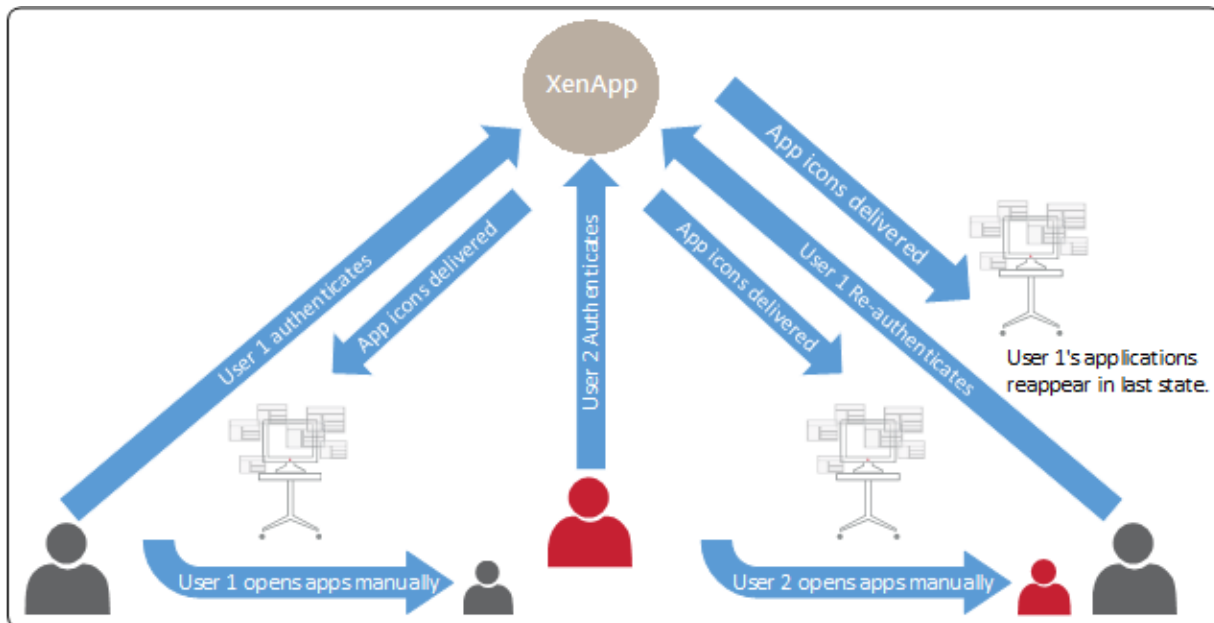 XenApp
User 1 authenticates
App icons delivered
User 2 Authenticates
App icons delivered
User 1 Re-authenticates
App icons delivered
User 1's applications
reappear in last state.
User 1 opens apps manually
User 2 opens apps manually